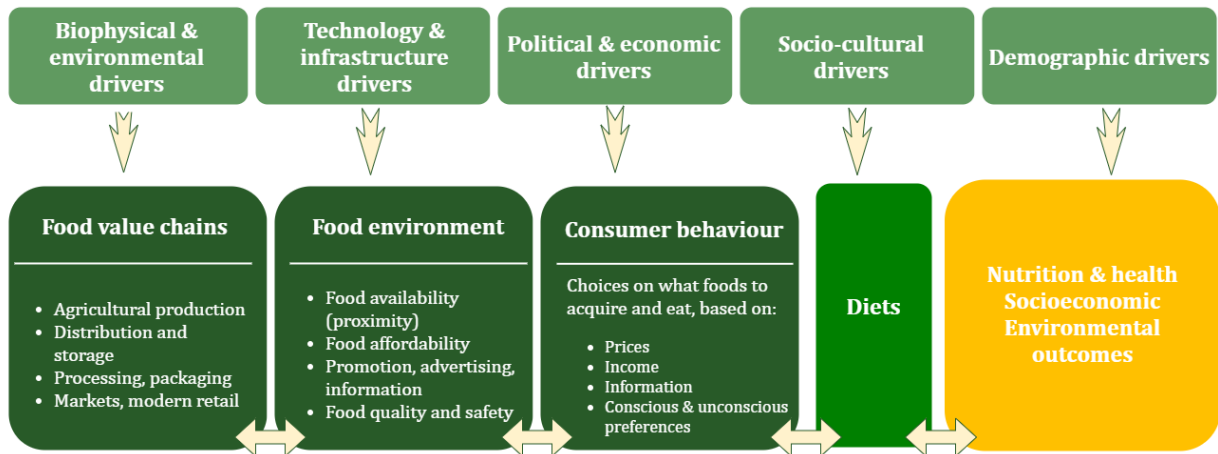 Biophysical &
environmental
drivers
Technology &
infrastructure
drivers
Political & economic
drivers
Socio-cultural
drivers
Demographic drivers
Food value chains
• Agricultural production
• Distribution and
storage
• Processing, packaging
• Markets, modern retail
Food environment
• Food availability
(proximity)
• Food affordability
• Promotion, advertising,
information
• Food quality and safety
Consumer behaviour
Choices on what foods to
acquire and eat, based on:
• Prices
• Income
• Information
• Conscious & unconscious
preferences
Diets
Nutrition & health
Socioeconomic
Environmental
outcomes